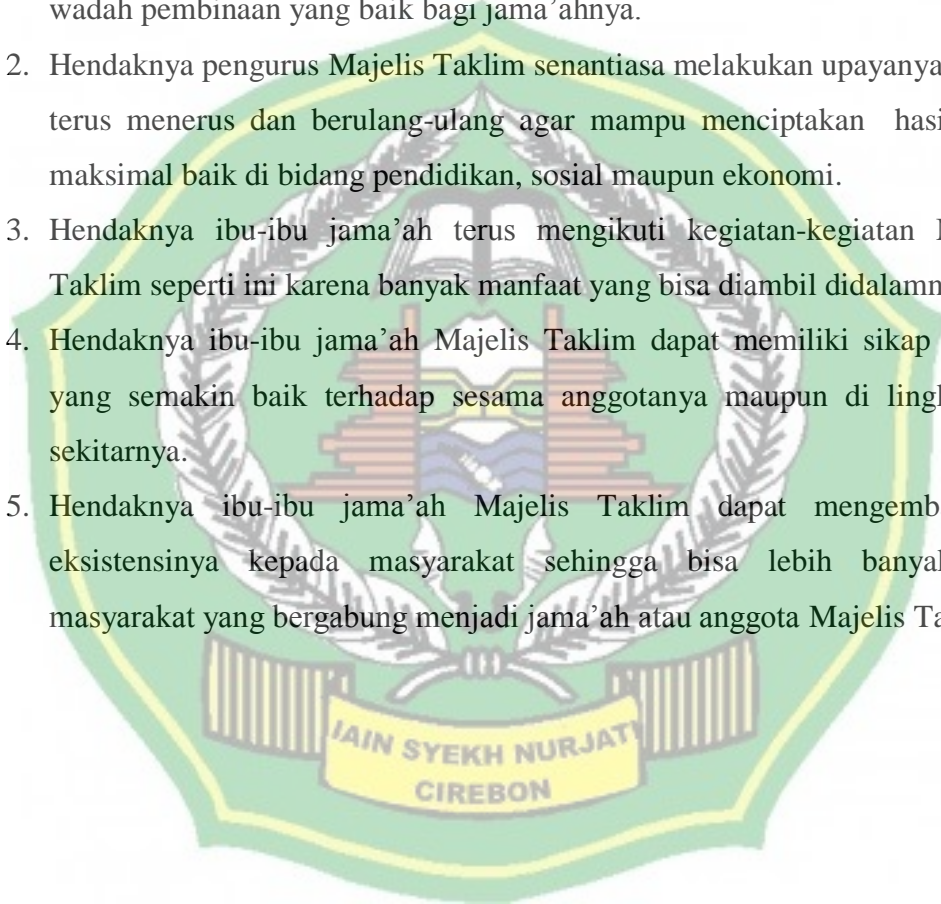 wadah pembinaan yang baik bagi jama’ahnya.
2. Hendaknya pengurus Majelis Taklim senantiasa melakukan upayanya
terus menerus dan berulang-ulang agar mampu menciptakan
maksimal baik di bidang pendidikan, sosial maupun ekonomi.
3. Hendaknya ibu-ibu jama’ah terus mengikuti kegiatan-kegiatan
Taklim seperti ini karena banyak manfaat yang bisa diambil
4. Hendaknya ibu-ibu jama’ah Majelis Taklim dapat memiliki sikap
yang semakin baik terhadap sesama anggotanya maupun di
sekitarnya.
5. Hendaknya ibu-ibu jama’ah Majelis Taklim dapat
eksistensinya kepada masyarakat sehingga bisa lebih banyak
masyarakat yang bergabung menjadi jama’ah atau anggota Majelis
IAIN SYEKH NURJATI
CIREBON